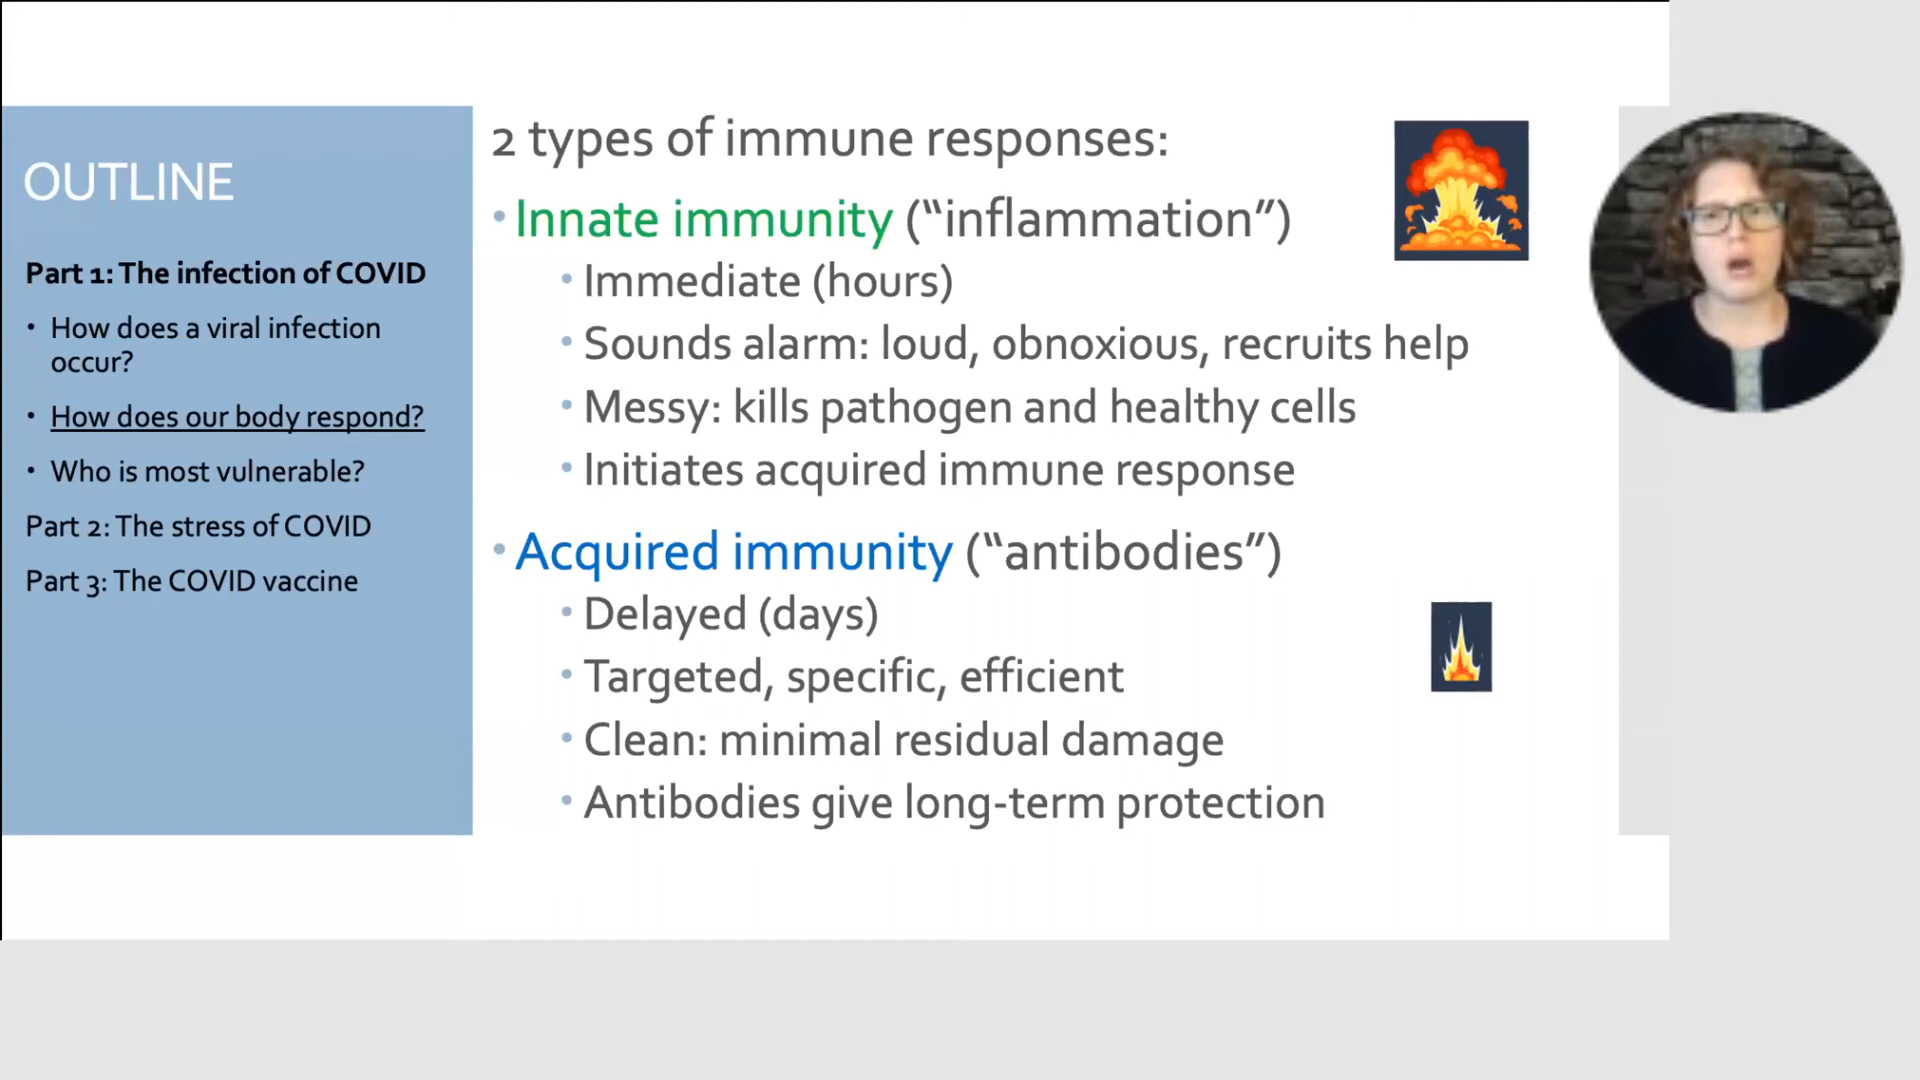 OUTLINE
Part 1: The infection of COVID
• How does a viral infection
occur?
• How does our body respond?
• Who is most vulnerable?
Part 2: The stress of COVID
Part 3: The COVID vaccine
2 types of immune responses:
• Innate immunity (“inflammation”)
• Immediate (hours)
• Sounds alarm: loud, obnoxious, recruits help
• Messy: kills pathogen and healthy cells
• Initiates acquired immune response
• Acquired immunity (“antibodies”)
• Delayed (days)
• Targeted, specific, efficient
• Clean: minimal residual damage
• Antibodies give long-term protection